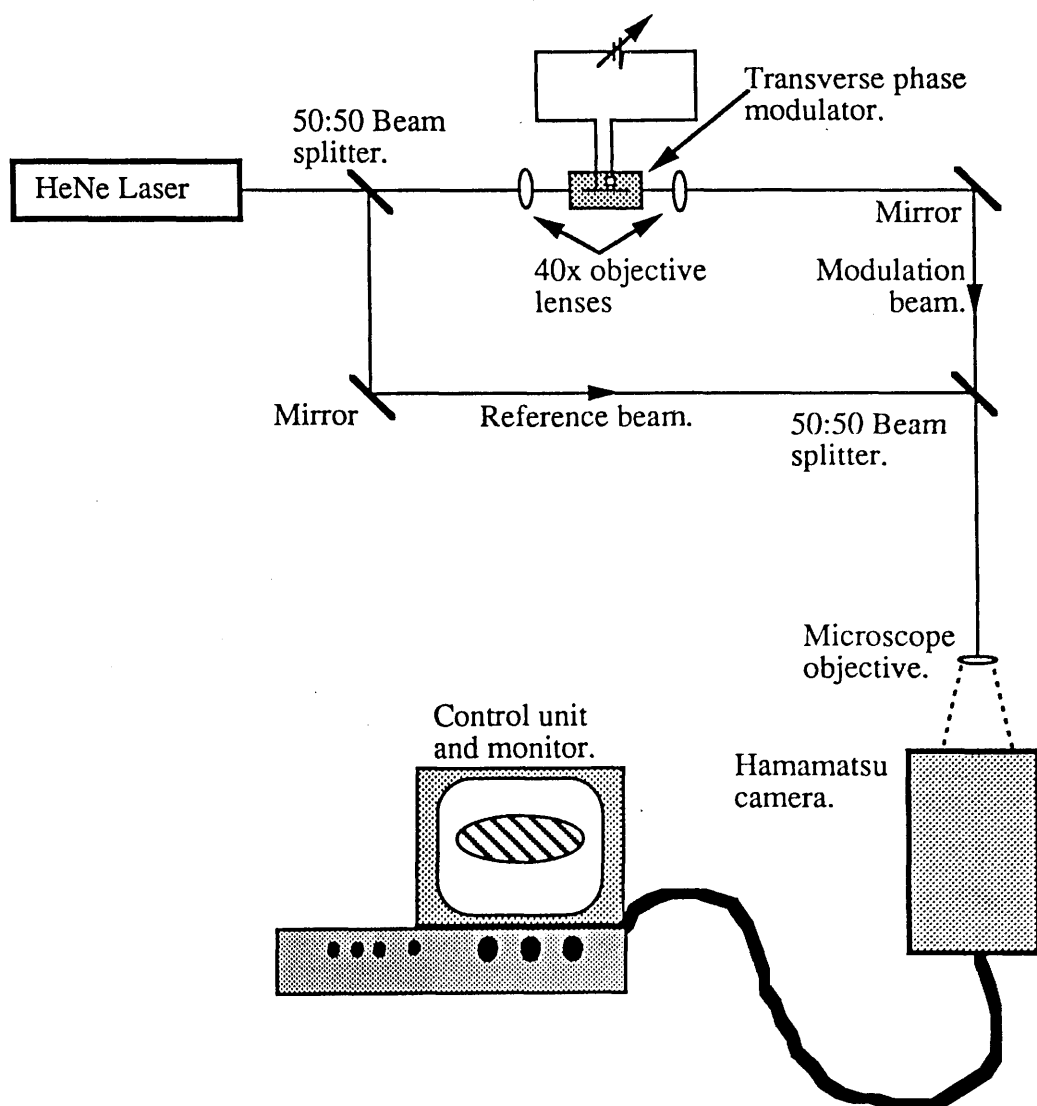 Transverse phase
modulator.
50:50 Beam
splitter.
HeNe Laser
Mirror
40x objective
lenses
Modulation
beam.
Mirror
Reference beam.
50:50 Beam
splitter.
Microscope
objective.
Control unit
and monitor.
Hamamatsu
camera.